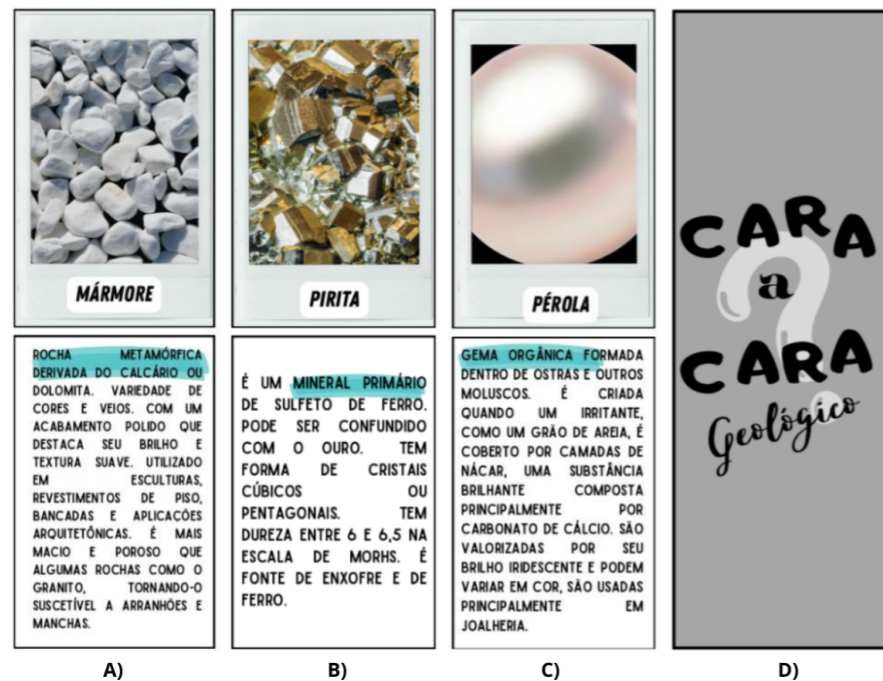 MÁRMORE
ROCHA METAMÓRFICA
DERIVADA DO CALCÁRIO OU
DOLOMITA. VARIEDADE DE
CORES E VEIOS. COM UM
ACABAMENTO POLIDO QUE
DESTACA SEU BRILHO E
TEXTURA SUAVE. UTILIZADO
EM ESCULTURAS,
REVESTIMENTOS DE PISO,
BANCADAS E APLICAÇÕES
ARQUITETÔNICAS. É MAIS
MACIO E POROSO QUE
ALGUMAS ROCHAS COMO O
GRANITO, TORNANDO-O
SUSCETÍVEL A ARRANHÕES E
MANCHAS.
A)
PIRITA
É UM MINERAL PRIMÁRIO
DE SULFETO DE FERRO.
PODE SER CONFUNDIDO
COM O OURO. TEM
FORMA DE CRISTAIS
CÚBICOS OU
PENTAGONAIS. TEM
DUREZA ENTRE 6 E 6,5 NA
ESCALA DE MORHS. É
FONTE DE ENXOFRE E DE
FERRO.
B)
PÉROLA
GEMA ORGÂNICA FORMADA
DENTRO DE OSTRAS E OUTROS
MOLUSCOS. É CRIADA
QUANDO UM IRRITANTE,
COMO UM GRÃO DE AREIA, É
COBERTO POR CAMADAS DE
NÁCAR, UMA SUBSTÂNCIA
BRILHANTE COMPOSTA
PRINCIPALMENTE POR
CARBONATO DE CÁLCIO. SÃO
VALORIZADAS POR SEU
BRILHO IRIDESCENTE E PODEM
VARIAR EM COR, SÃO USADAS
PRINCIPALMENTE EM
JOALHERIA.
C)
?
CARA
a
CARA
Geológico
D)